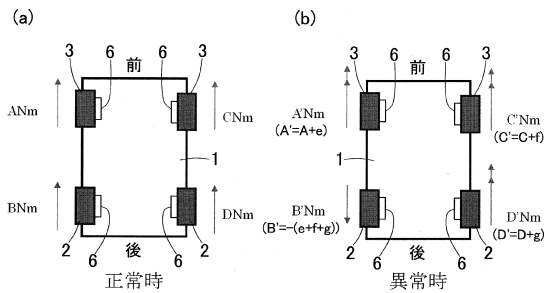 (a)
3 6 前 6 3
ANm
CNm
1
BNm
DNm
2 6 後 6 2
正常時
(b)
3 6 前 6 3
A'Nm
(A'=A+e)
C'Nm
(C'=C+f)
1
B'Nm
(B'=-(e+f+g))
D'Nm
(D'=D+g)
2 6 後 6 2
異常時